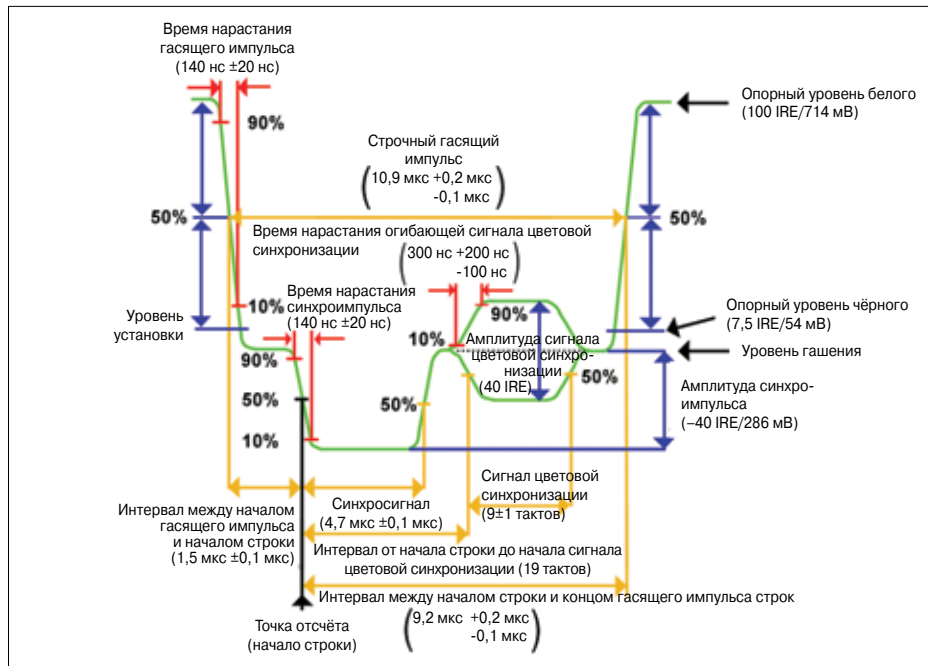 Время нарастания
гасящего импульса
(140 нс ±20 нс)
90%
Опорный уровень белого
(100 IRE/714 мВ)
Строчный гасящий
импульс
(10,9 мкс +0,2 мкс
-0,1 мкс)
50%
50%
Время нарастания огибающей сигнала цветовой
синхронизации
(300 нс +200 нс
-100 нс)
10%
Время нарастания
синхроимпульса
(140 нс ±20 нс)
90%
Уровень
установки
Опорный уровень чёрного
(7,5 IRE/54 мВ)
10%
Амплитуда сигнала
цветовой синхро-
низации
(40 IRE)
Уровень гашения
90%
50%
50%
50%
Амплитуда синхро-
импульса
(–40 IRE/286 мВ)
10%
Сигнал цветовой
синхронизации
(9±1 тактов)
Синхросигнал
(4,7 мкс ±0,1 мкс)
Интервал между началом
гасящего импульса
и началом строки
(1,5 мкс ±0,1 мкс)
Интервал от начала строки до начала сигнала
цветовой синхронизации (19 тактов)
Интервал между началом строки и концом гасящего импульса строк
(9,2 мкс +0,2 мкс
-0,1 мкс)
Точка отсчёта
(начало строки)